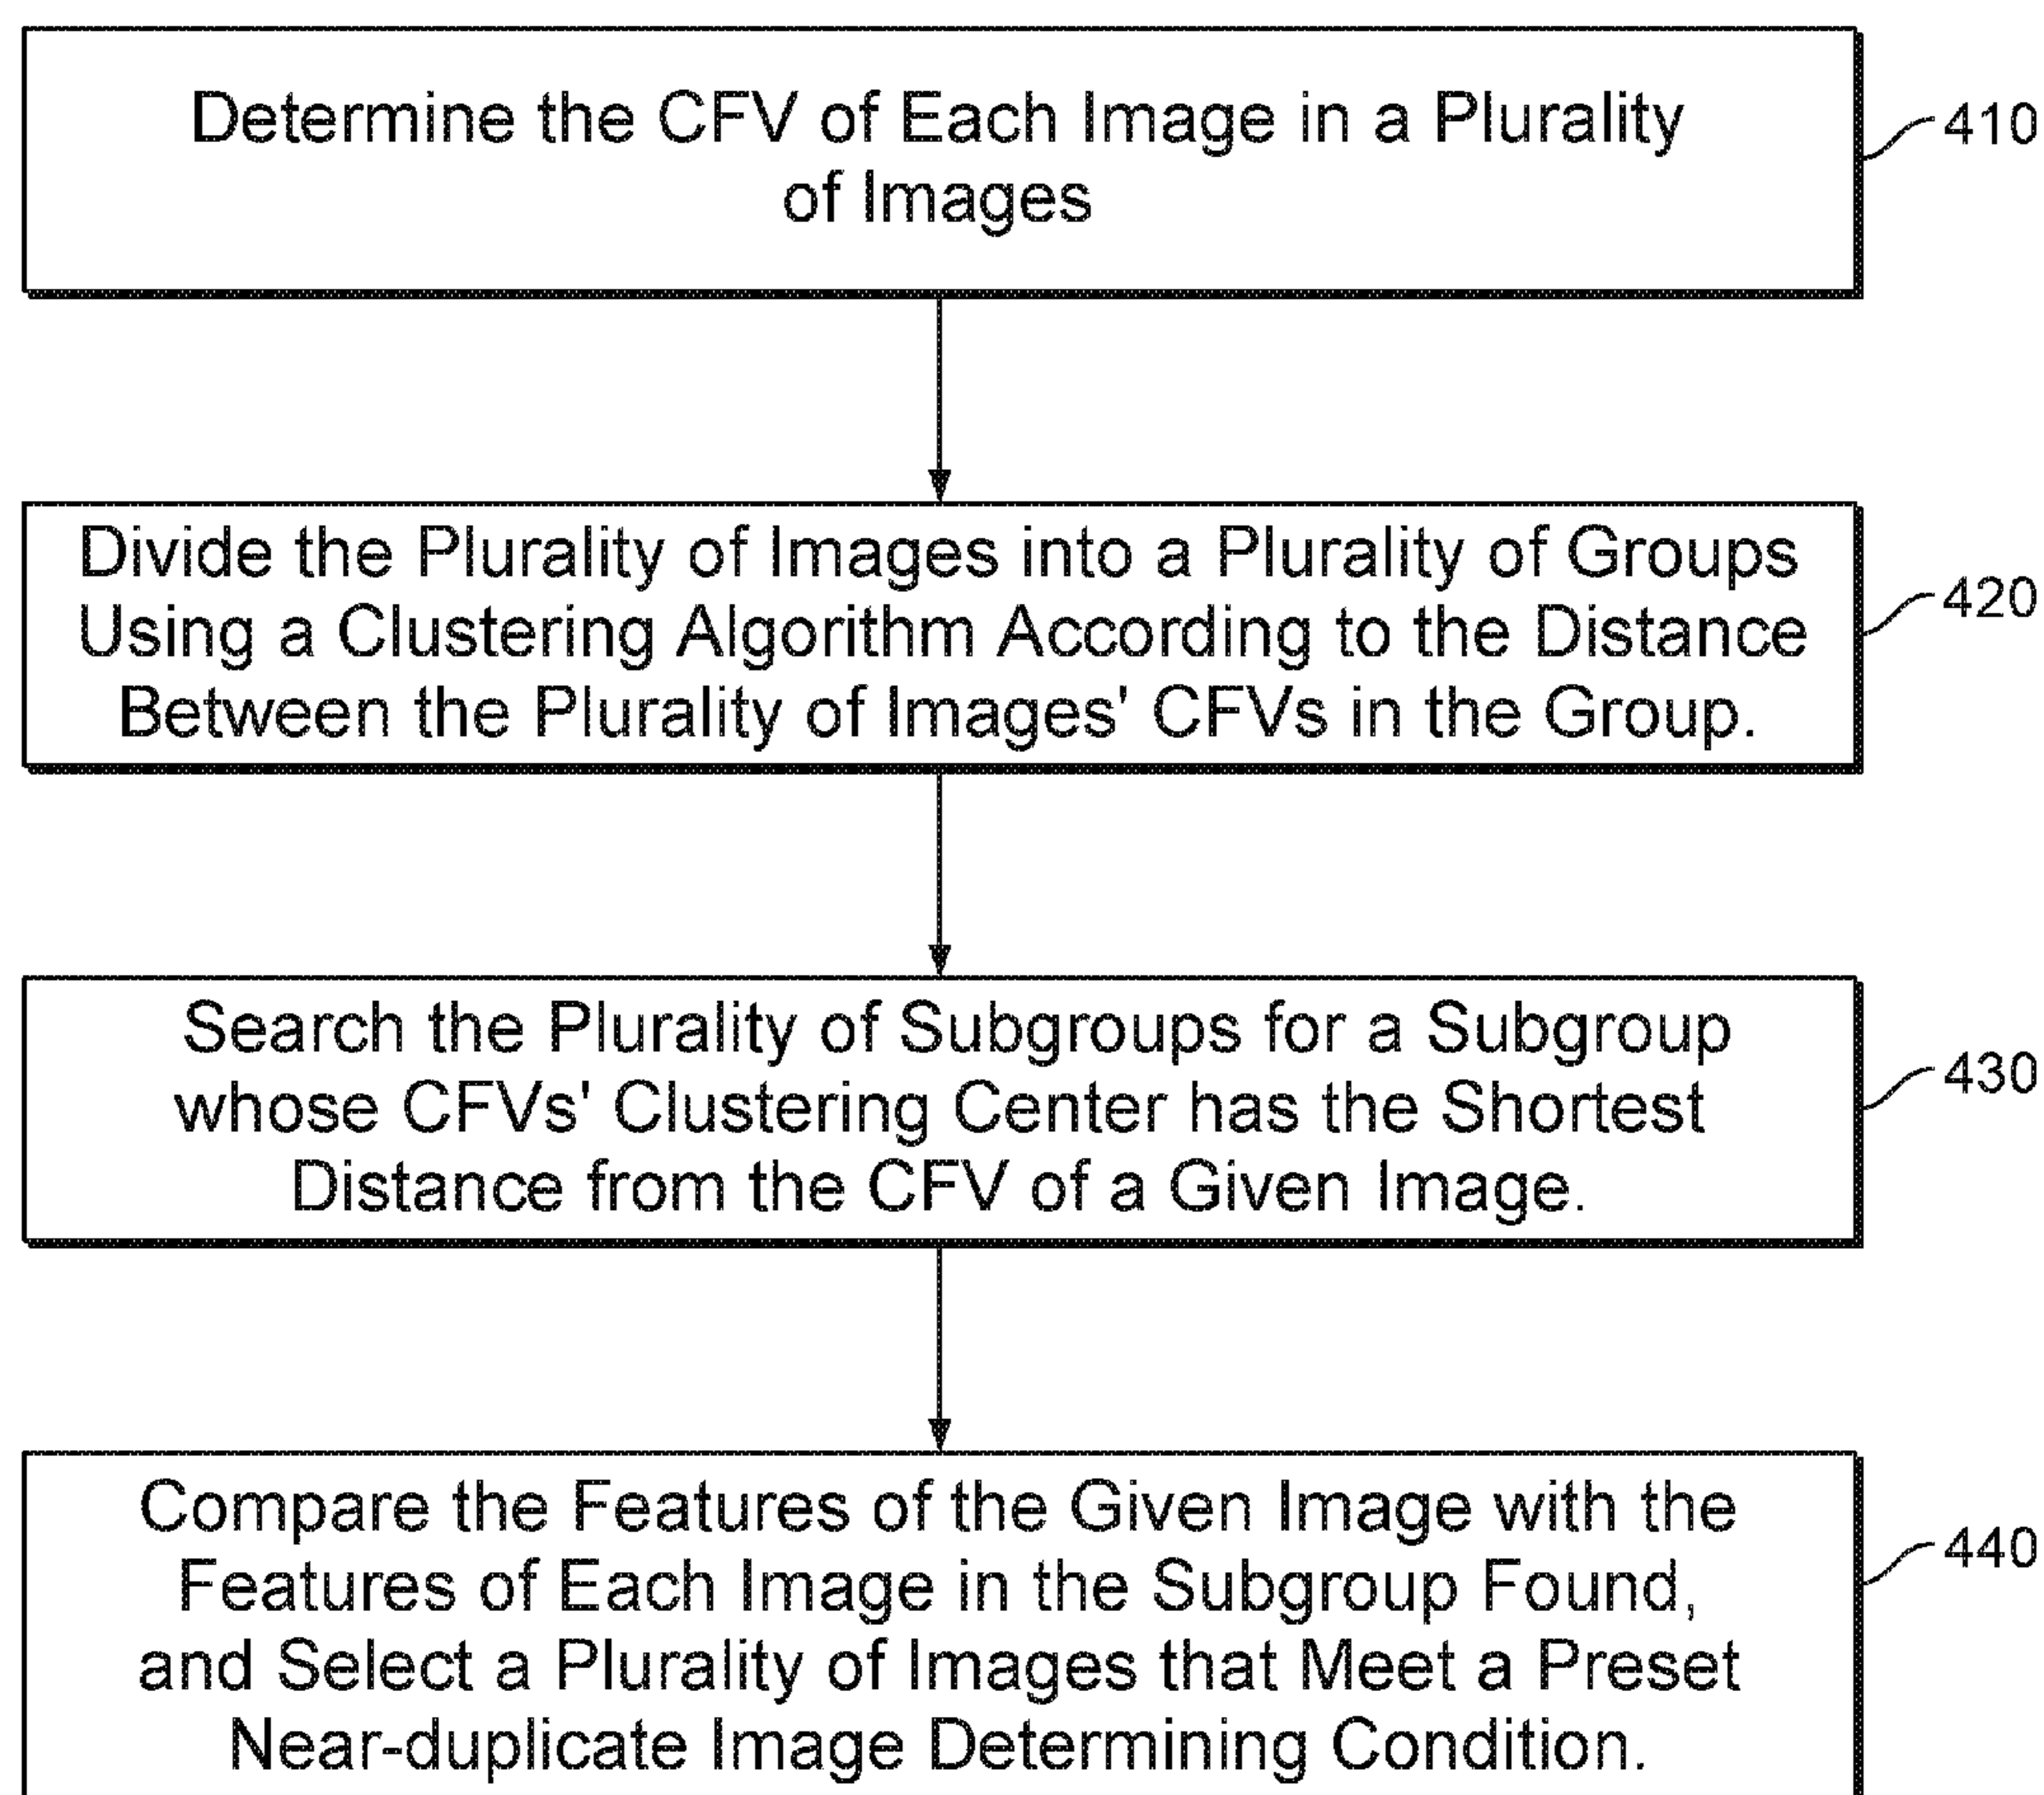 Determine the CFV of Each Image in a Plurality
of Images
410
Divide the Plurality of Images into a Plurality of Groups
Using a Clustering Algorithm According to the Distance
Between the Plurality of Images' CFVs in the Group.
420
Search the Plurality of Subgroups for a Subgroup
whose CFVs' Clustering Center has the Shortest
Distance from the CFV of a Given Image.
430
Compare the Features of the Given Image with the
Features of Each Image in the Subgroup Found,
and Select a Plurality of Images that Meet a Preset
Near-duplicate Image Determining Condition.
440